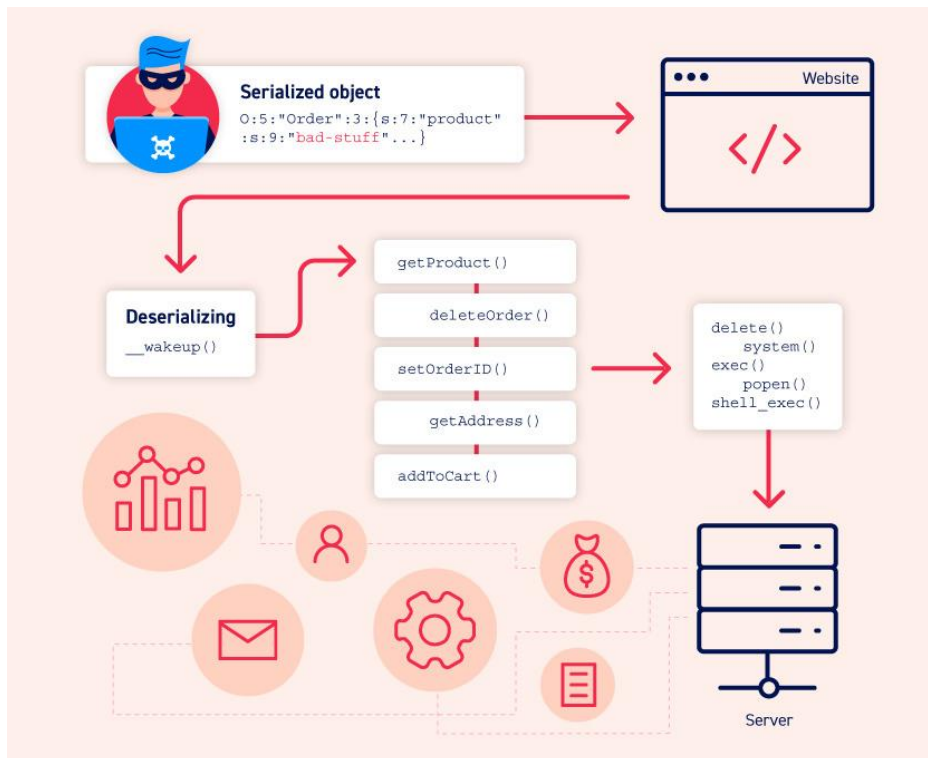 Serialized object
O:5:"Order":3:{s:7:"product"
:s:9:"bad-stuff"...}
Website
</>
Deserializing
__wakeup()
getProduct()
deleteOrder()
setOrderID()
getAddress()
addToCart()
delete()
system()
exec()
popen()
shell_exec()
$
Server